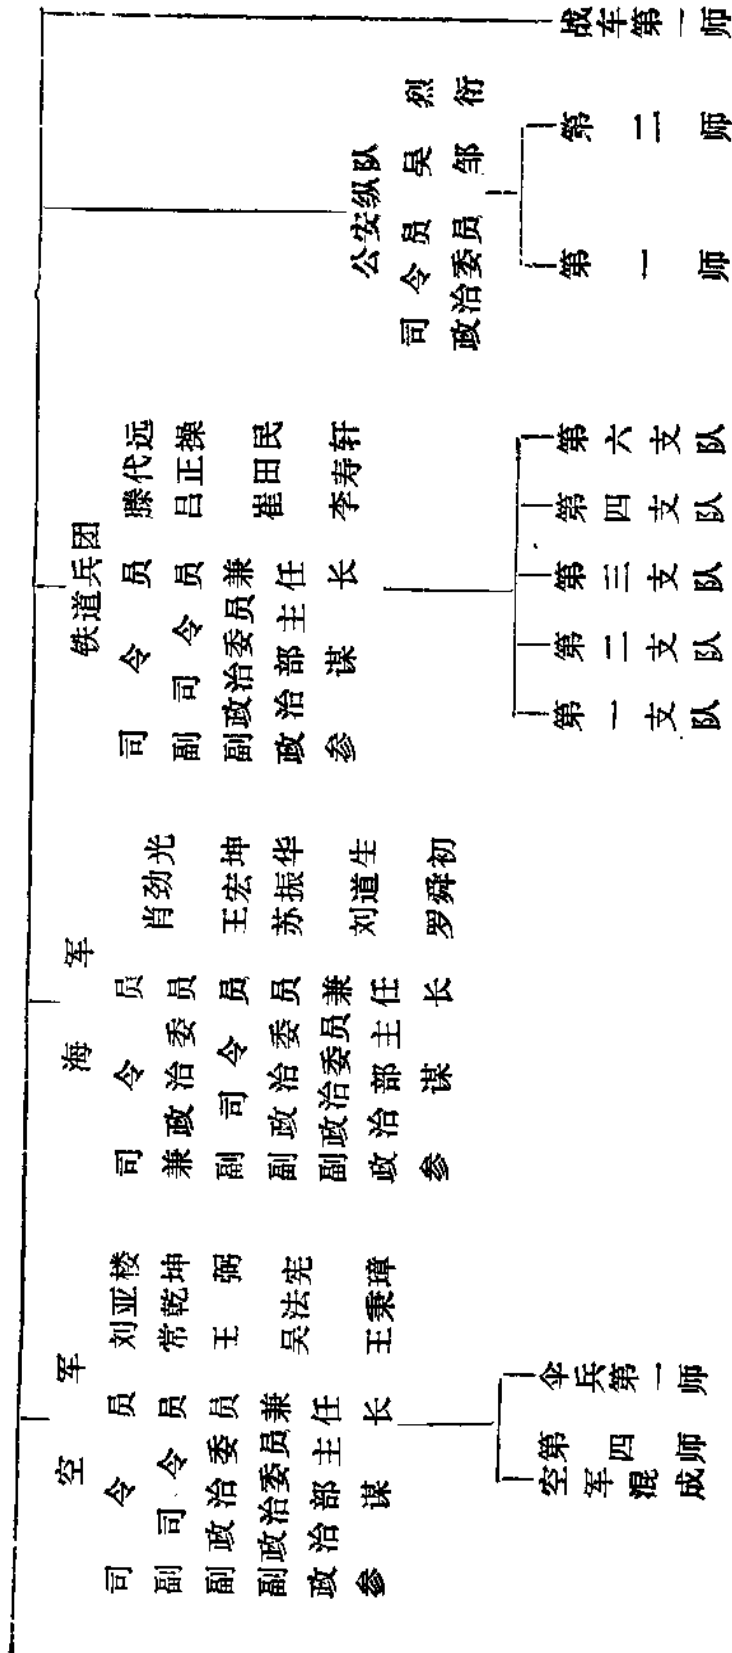 空军
司令员 刘亚楼
副司令员 常乾坤
副政治委员 王弼
副政治委员兼
政治部主任 吴法宪
参谋长 王秉璋
空军第四混成师
伞兵第一师
海军
司令员
兼政治委员 肖劲光
副司令员 王宏坤
副政治委员 苏振华
副政治委员兼
政治部主任 刘道生
参谋长 罗舜初
铁道兵团
司令员 滕代远
副司令员 吕正操
副政治委员兼
政治部主任 崔田民
参谋长 李寿轩
第一支队
第二支队
第三支队
第四支队
第六支队
公安纵队
司令员 吴烈
政治委员 邹衍
第一师
第二师
战车第一师